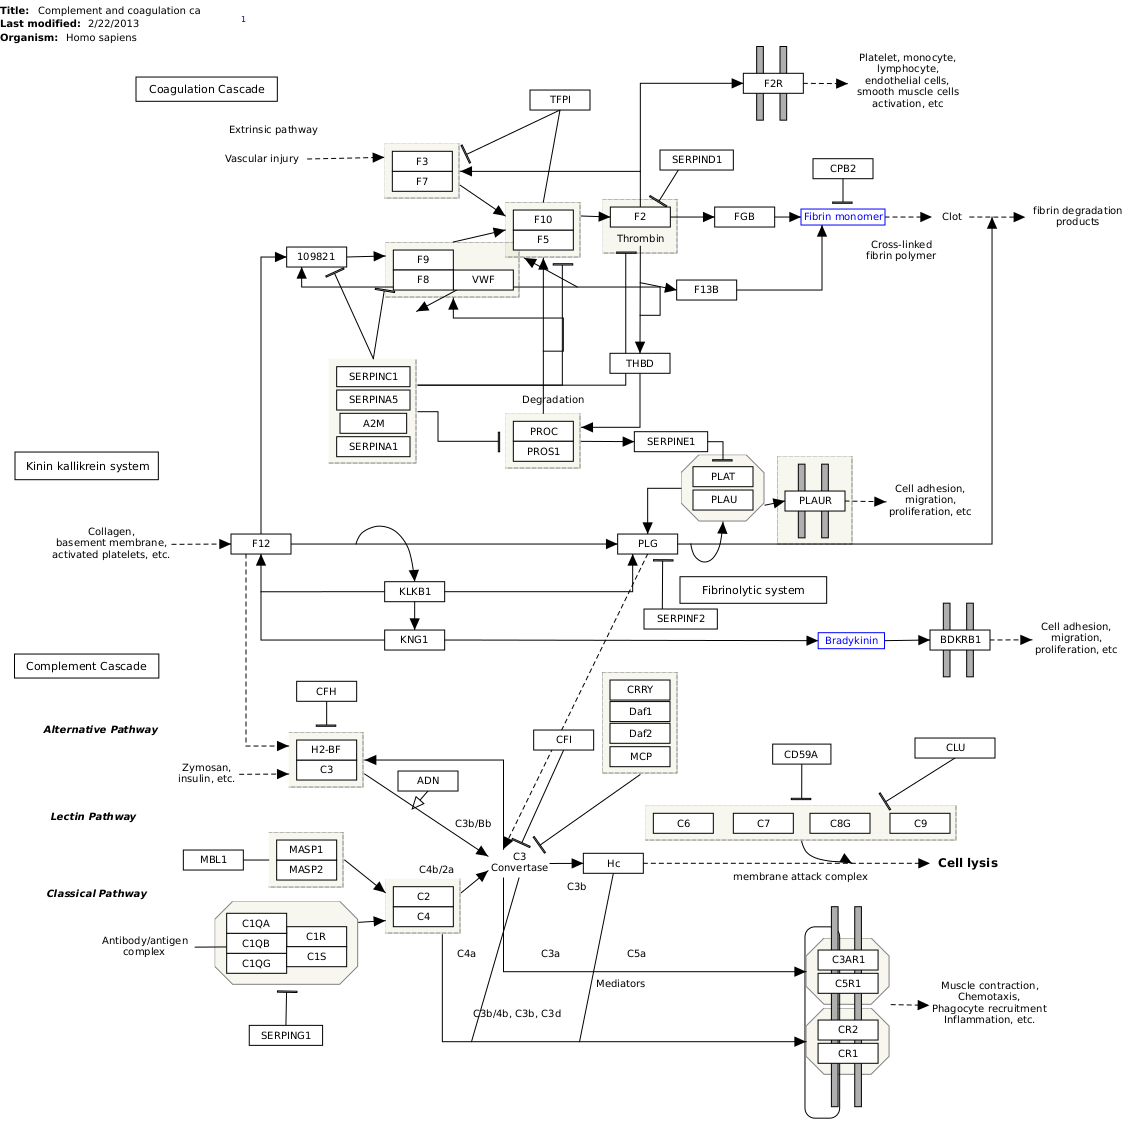 Title: Complement and coagulation ca
1
Last modified: 2/22/2013
Organism: Homo sapiens
Coagulation Cascade
Platelet, monocyte,
lymphocyte,
endothelial cells,
smooth muscle cells
activation, etc
F2R
TFPI
Extrinsic pathway
Vascular injury
F3
F7
SERPIND1
CPB2
F10
F5
F2
Thrombin
FGB
Fibrin monomer
Clot
fibrin degradation
products
Cross-linked
fibrin polymer
109821
F9
F8
VWF
F13B
THBD
SERPINC1
SERPINA5
A2M
SERPINA1
Degradation
PROC
PROS1
SERPINE1
Kinin kallikrein system
PLAT
PLAU
PLAUR
Cell adhesion,
migration,
proliferation, etc
Collagen,
basement membrane,
activated platelets, etc.
F12
PLG
KLKB1
Fibrinolytic system
SERPINF2
KNG1
Bradykinin
BDKRB1
Cell adhesion,
migration,
proliferation, etc
Complement Cascade
CFH
CRRY
Daf1
Daf2
MCP
Alternative Pathway
H2-BF
C3
CFI
CD59A
CLU
Zymosan,
insulin, etc.
ADN
Lectin Pathway
C3b/Bb
C6
C7
C8G
C9
MBL1
MASP1
MASP2
C4b/2a
C3
Convertase
Hc
Cell lysis
membrane attack complex
C3b
Classical Pathway
C2
C4
C1QA
C1QB
C1QG
C1R
C1S
Antibody/antigen
complex
C4a
C3a
C5a
Mediators
C3AR1
C5R1
Muscle contraction,
Chemotaxis,
Phagocyte recruitment
Inflammation, etc.
C3b/4b, C3b, C3d
CR2
CR1
SERPING1